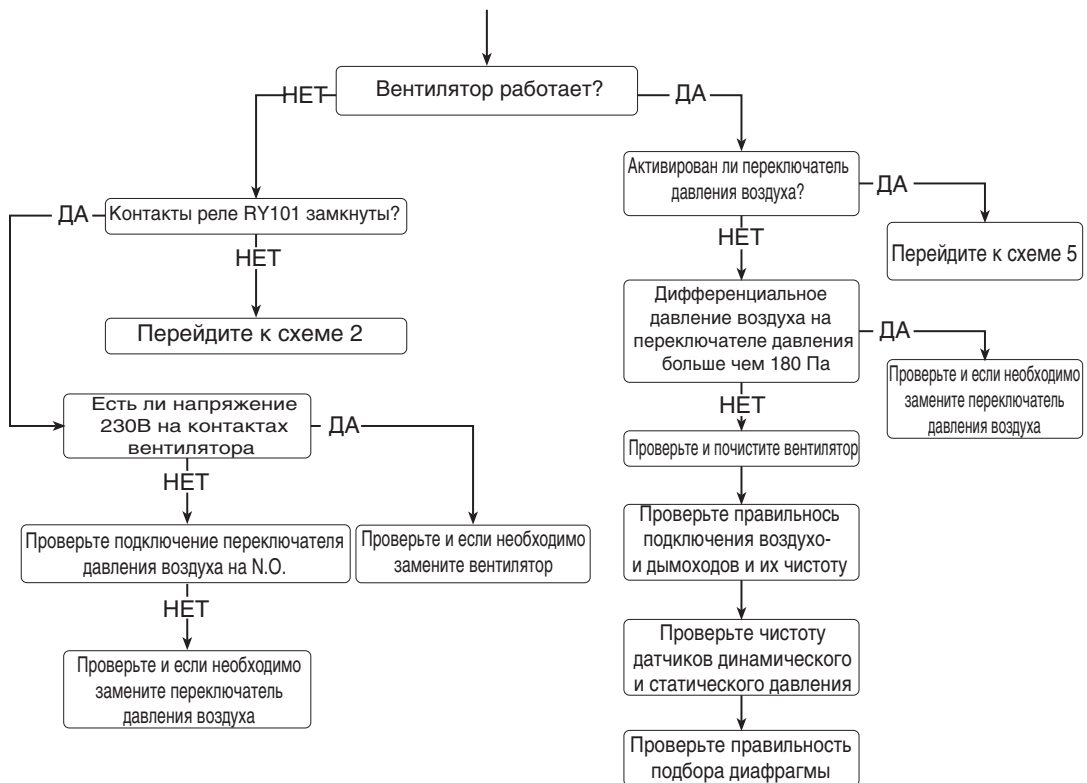 Вентилятор работает?
НЕТ
ДА
Активирован ли переключатель
давления воздуха?
ДА
Перейдите к схеме 5
НЕТ
Дифференциальное
давление воздуха на
переключателе давления
больше чем 180 Па
ДА
Проверьте и если необходимо
замените переключатель
давления воздуха
НЕТ
Проверьте и почистите вентилятор
Проверьте правильнось
подключения воздухо-
и дымоходов и их чистоту
Проверьте чистоту
датчиков динамического
и статического давления
Проверьте правильность
подбора диафрагмы
ДА
Контакты реле RY101 замкнуты?
НЕТ
Перейдите к схеме 2
Есть ли напряжение
230В на контактах
вентилятора
ДА
НЕТ
Проверьте подключение переключателя
давления воздуха на N.O.
Проверьте и если необходимо
замените вентилятор
НЕТ
Проверьте и если необходимо
замените переключатель
давления воздуха